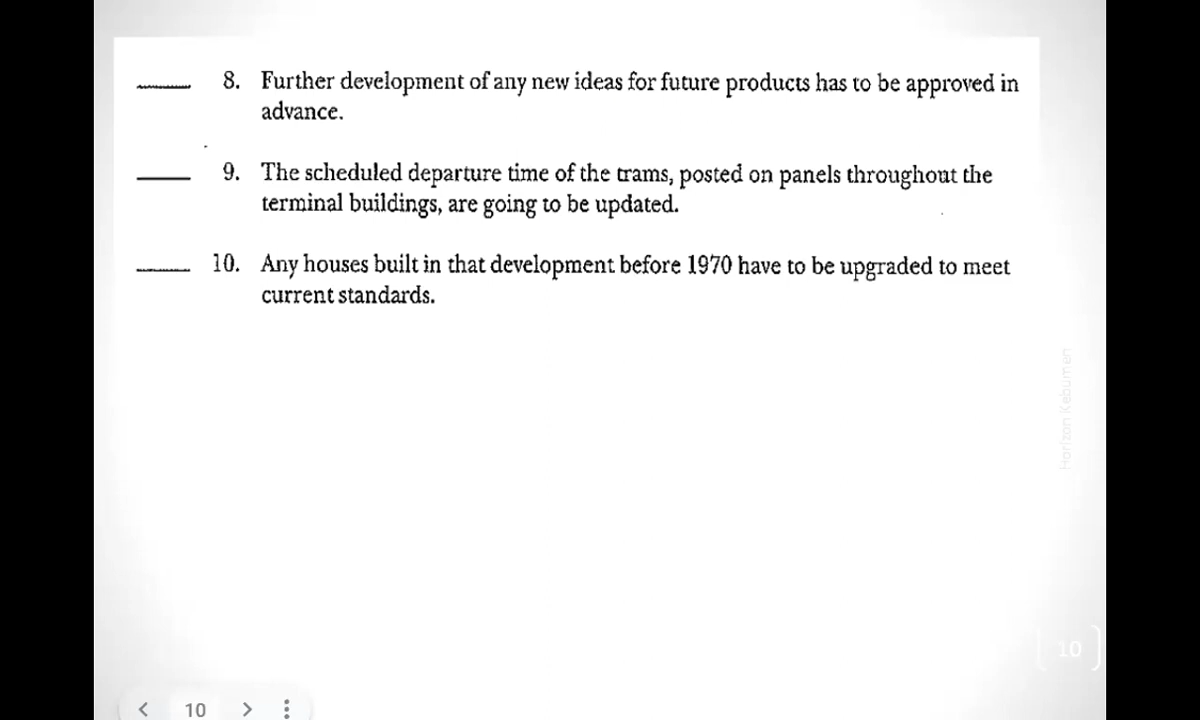 8. Further development of any new ideas for future products has to be approved in
advance.
9. The scheduled departure time of the trams, posted on panels throughout the
terminal buildings, are going to be updated.
10. Any houses built in that development before 1970 have to be upgraded to meet
current standards.
Horizon Kebumen
10
10